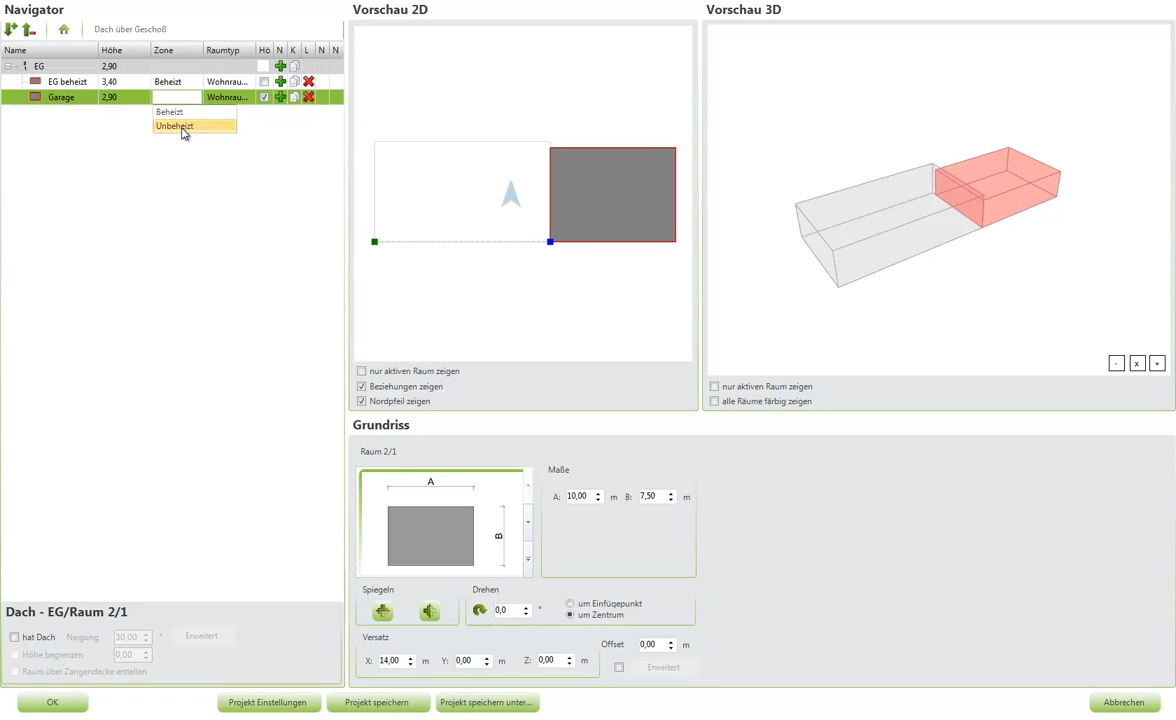 Navigator
Dach über Geschoß
Name Höhe Zone Raumtyp Hö N K L N N
EG 2,90
EG beheizt 3,40 Beheizt Wohnrau...
Garage 2,90 Wohnrau...
Beheizt
Unbeheizt
Dach - EG/Raum 2/1
hat Dach Neigung 30,00 ° Erweitert
Höhe begrenzen 0,00
Raum über Zangendecke erstellen
Vorschau 2D
nur aktiven Raum zeigen
Beziehungen zeigen
Nordpfeil zeigen
Vorschau 3D
- x +
nur aktiven Raum zeigen
alle Räume färbig zeigen
Grundriss
Raum 2/1
A
B
Maße
A: 10,00 m B: 7,50 m
Spiegeln
Drehen
0,0 °
um Einfügepunkt
um Zentrum
Versatz
X: 14,00 m Y: 0,00 m Z: 0,00 m
Offset 0,00 m
Erweitert
OK Projekt Einstellungen Projekt speichern Projekt speichern unter... Abbrechen